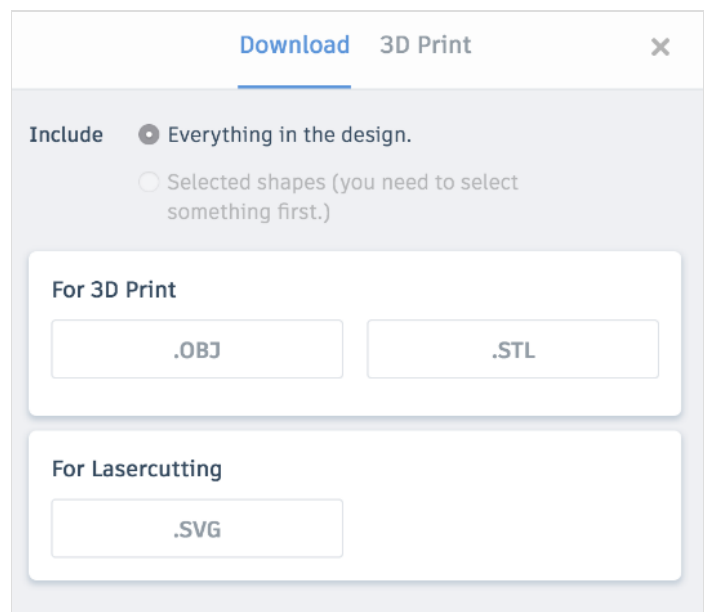 Download 3D Print
Include Everything in the design.
Selected shapes (you need to select
something first.)
For 3D Print
.OBJ .STL
For Lasercutting
.SVG